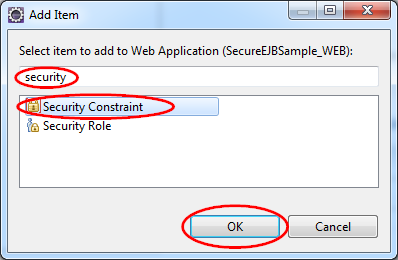 Add Item
Select item to add to Web Application (SecureEJBSample_WEB):
security
Security Constraint
Security Role
OK
Cancel